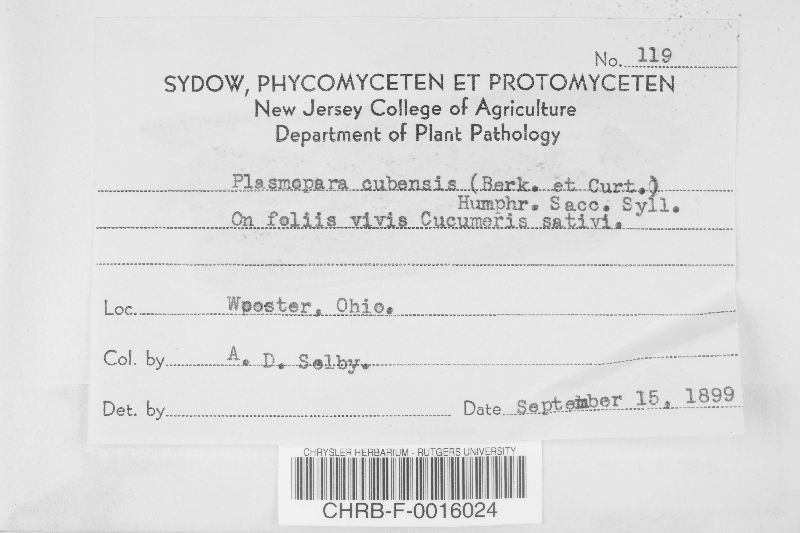 No. 119
SYDOW, PHYCOMYCETEN ET PROTOMYCETEN
New Jersey College of Agriculture
Department of Plant Pathology
Plasmopara cubensis (Berk. et Curt.)
Humphr. Sacc. Syll.
On foliis vivis Cucumeris sativi.
Loc. Wooster, Ohio.
Col. by A. D. Selby.
Det. by
Date September 15, 1899
CHRYSLER HERBARIUM - RUTGERS UNIVERSITY
CHRB-F-0016024